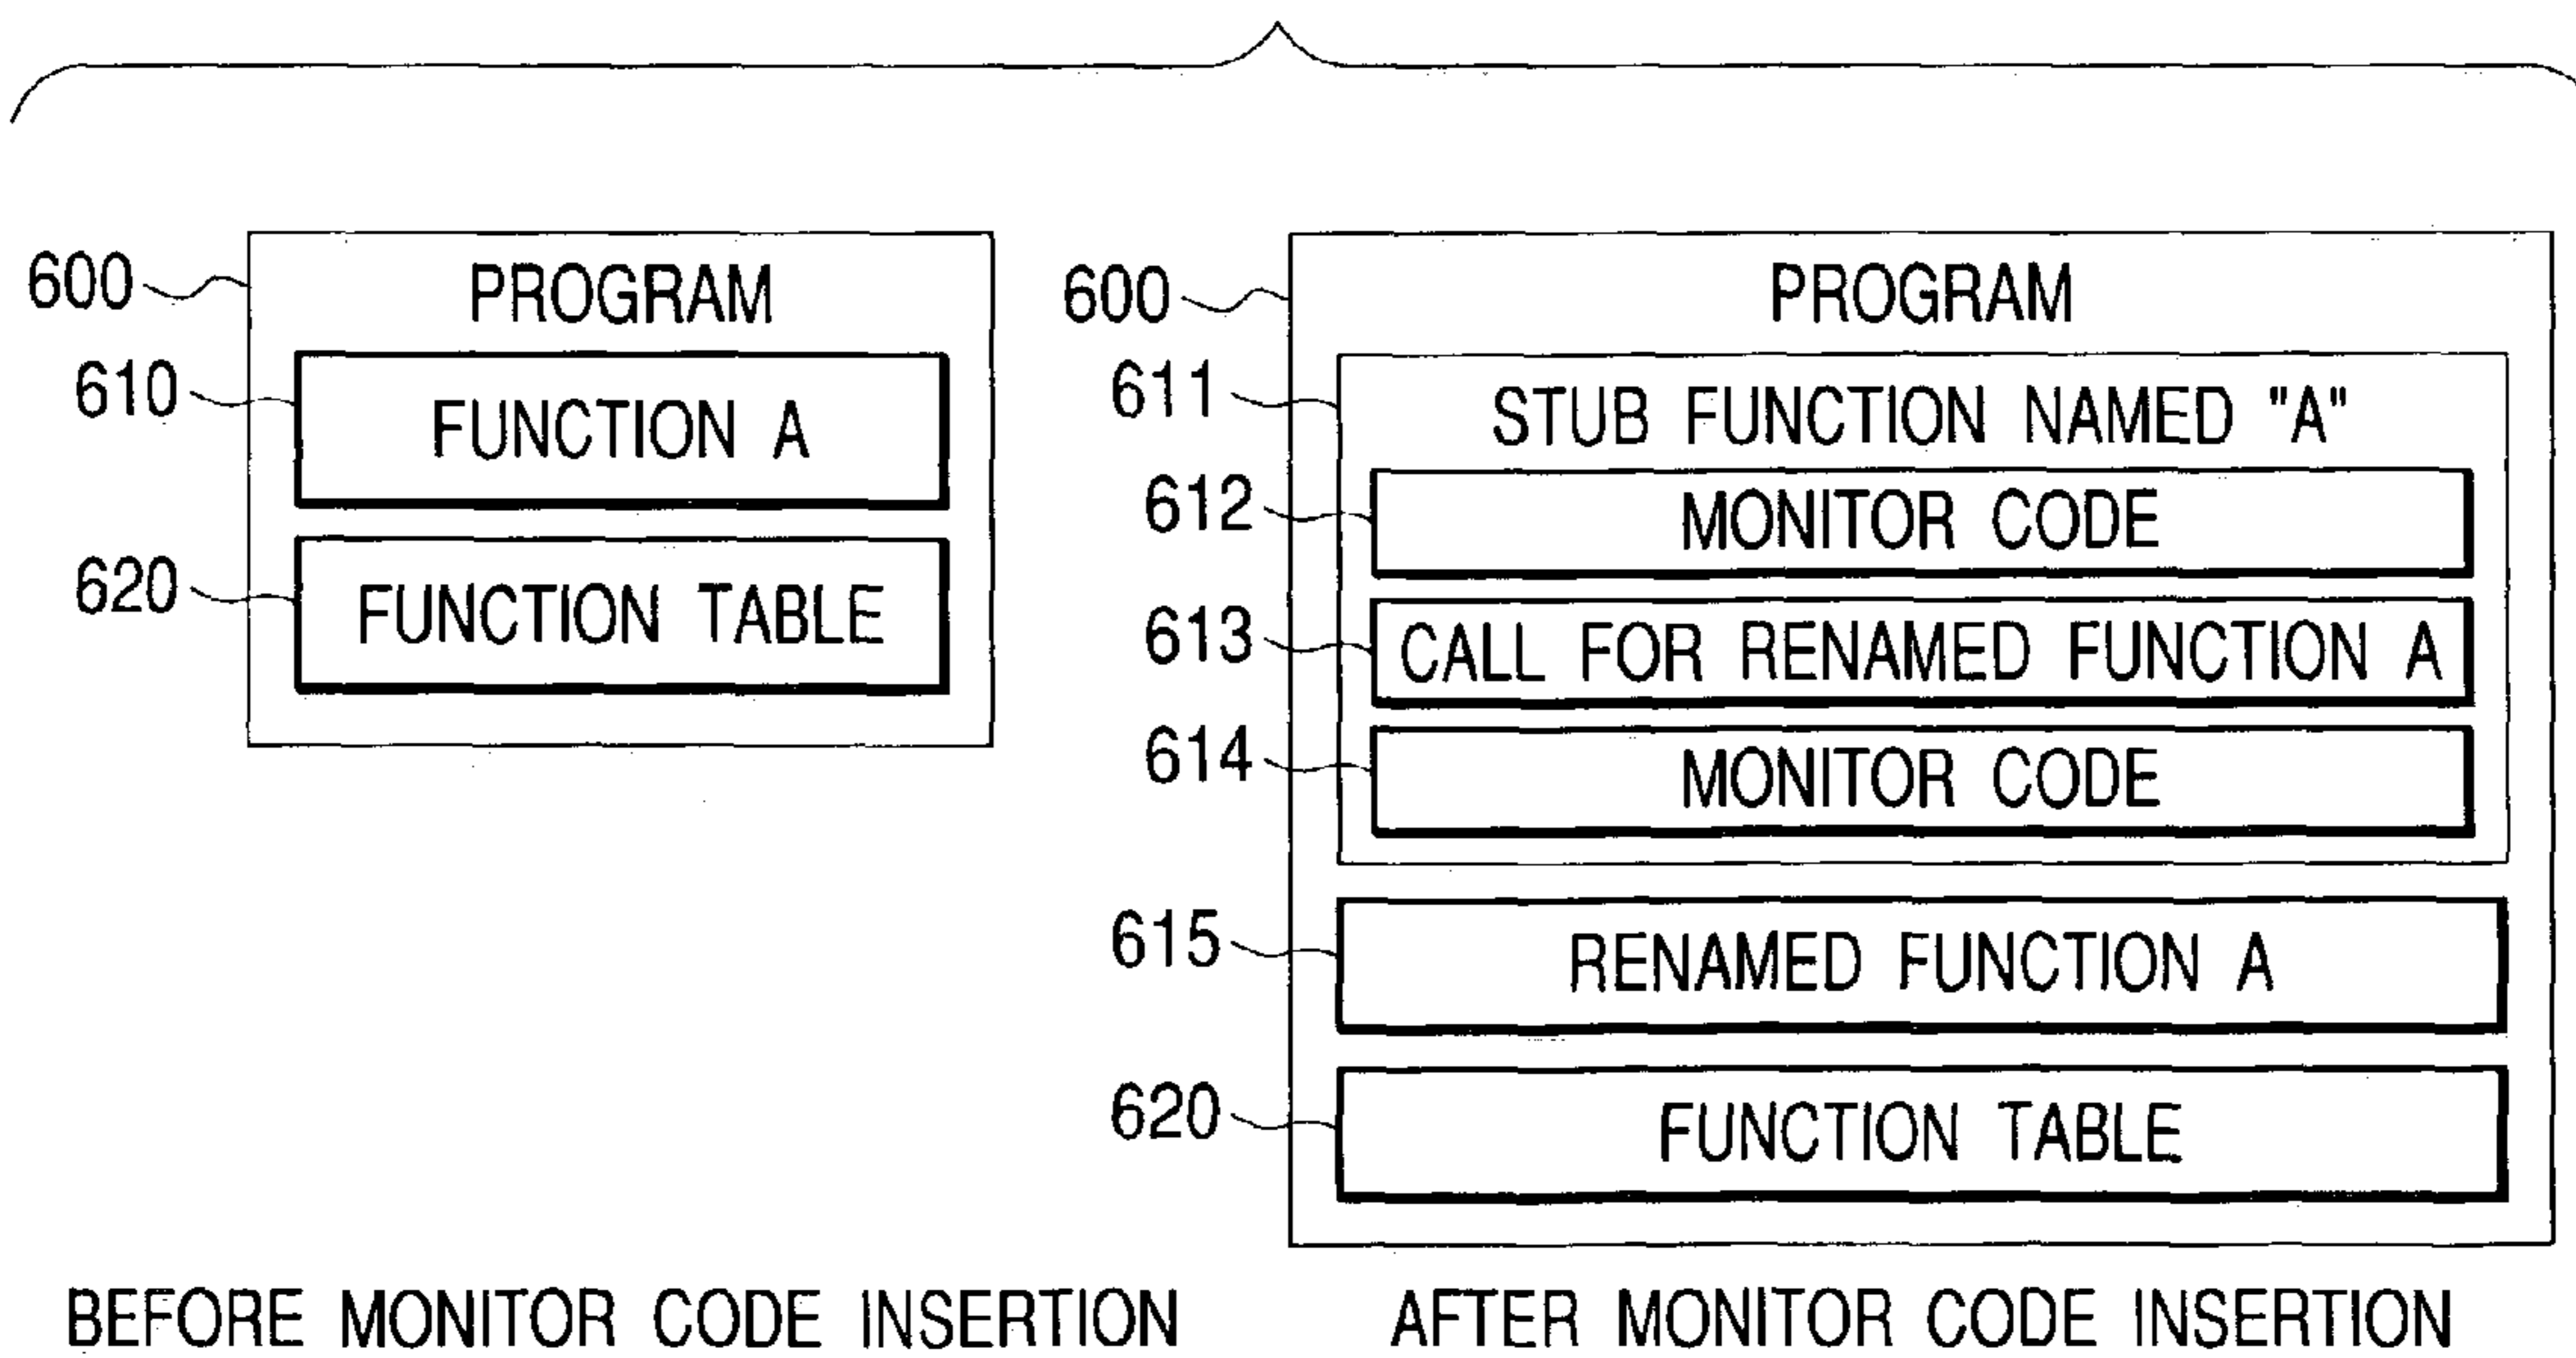 600
PROGRAM
610
FUNCTION A
620
FUNCTION TABLE
BEFORE MONITOR CODE INSERTION
600
PROGRAM
611
STUB FUNCTION NAMED "A"
612
MONITOR CODE
613
CALL FOR RENAMED FUNCTION A
614
MONITOR CODE
615
RENAMED FUNCTION A
620
FUNCTION TABLE
AFTER MONITOR CODE INSERTION